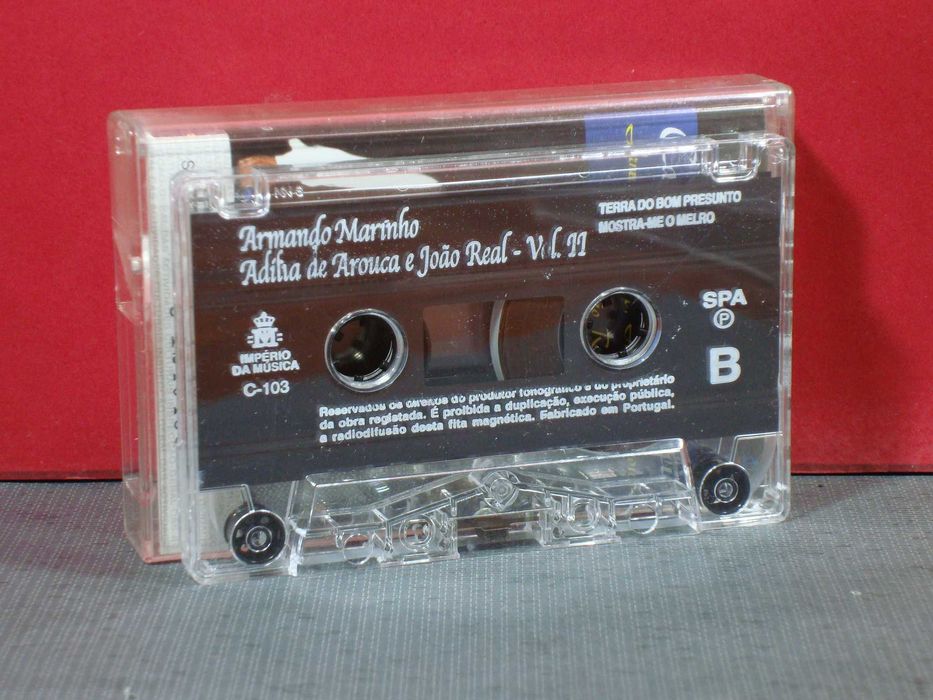 Armando Marinho
Adília de Arouca e João Real - Vol. II
TERRA DO BOM PRESUNTO
MOSTRA-ME O MELRO
IMPÉRIO
DA MÚSICA
C-103
SPA
P
B
Reservados os direitos do produtor fonográfico e do proprietário
da obra registada. É proibida a duplicação, execução pública,
a radiodifusão desta fita magnética. Fabricado em Portugal.